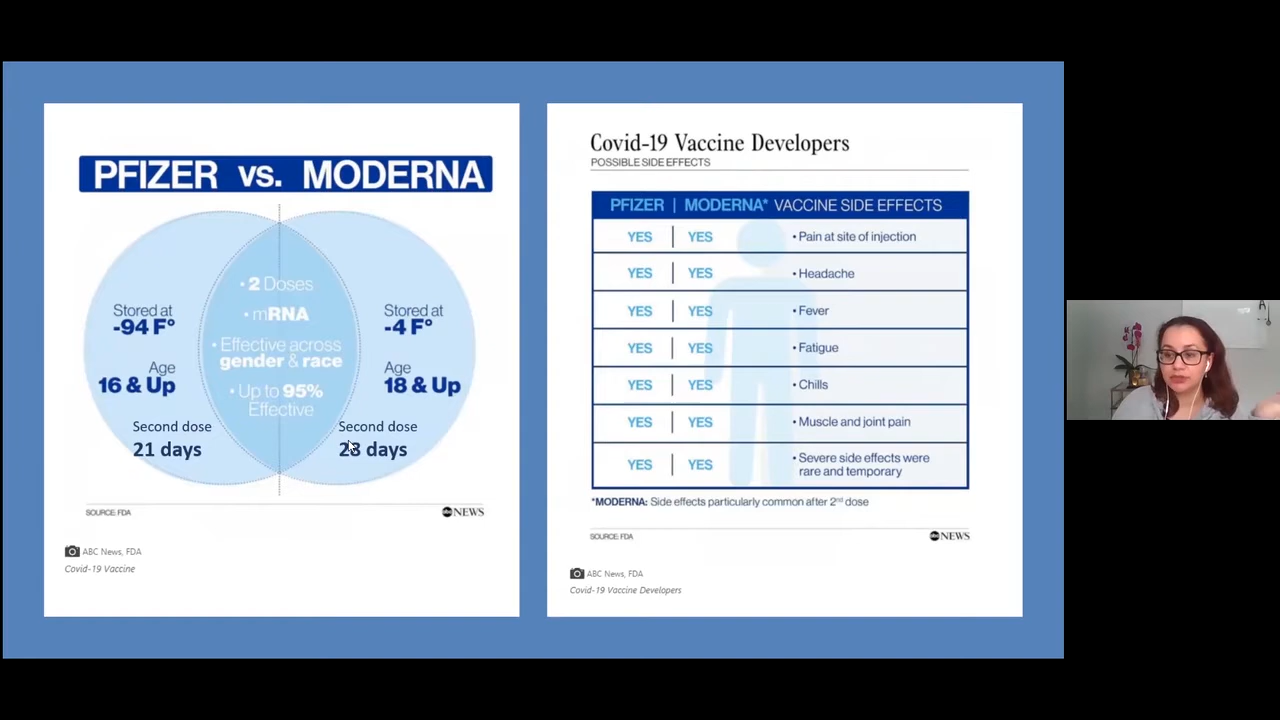 PFIZER vs. MODERNA
• 2 Doses
• mRNA
• Effective across
gender & race
• Up to 95%
Effective
Stored at
-94 F°
Age
16 & Up
Second dose
21 days
Stored at
-4 F°
Age
18 & Up
Second dose
28 days
SOURCE: FDA
abc NEWS
ABC News, FDA
Covid-19 Vaccine
Covid-19 Vaccine Developers
POSSIBLE SIDE EFFECTS
PFIZER | MODERNA* VACCINE SIDE EFFECTS
YES | YES • Pain at site of injection
YES | YES • Headache
YES | YES • Fever
YES | YES • Fatigue
YES | YES • Chills
YES | YES • Muscle and joint pain
YES | YES • Severe side effects were
rare and temporary
*MODERNA: Side effects particularly common after 2nd dose
SOURCE: FDA
abc NEWS
ABC News, FDA
Covid-19 Vaccine Developers